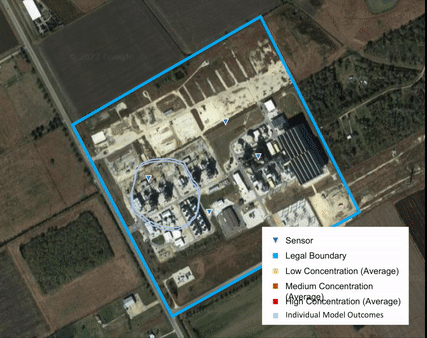 Sensor
Legal Boundary
Low Concentration (Average)
Medium Concentration
(Average)
High Concentration (Average)
Individual Model Outcomes